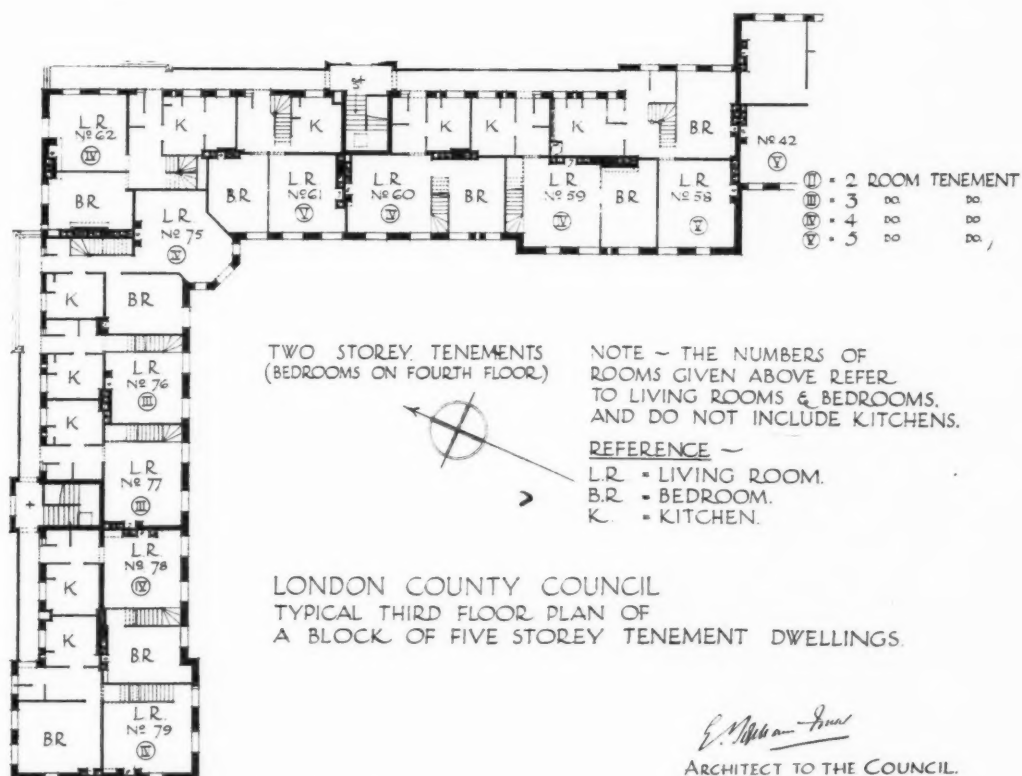 L.R.
No 62
IV
K
K
K
K
K
BR
No 42
V
BR
L.R.
No 75
V
BR
L.R.
No 61
V
L.R.
No 60
IV
BR
L.R.
No 59
V
BR
L.R.
No 58
V
II = 2 ROOM TENEMENT
III = 3 DO. DO.
IV = 4 DO DO
V = 5 DO DO,
K
BR
K
L.R.
No 76
III
K
L.R.
No 77
III
K
L.R.
No 78
IV
K
BR
BR
L.R.
No 79
IV
TWO STOREY TENEMENTS
(BEDROOMS ON FOURTH FLOOR)
NOTE ~ THE NUMBERS OF
ROOMS GIVEN ABOVE REFER
TO LIVING ROOMS & BEDROOMS.
AND DO NOT INCLUDE KITCHENS.
REFERENCE ~
L.R. = LIVING ROOM.
B.R = BEDROOM.
K. = KITCHEN.
LONDON COUNTY COUNCIL
TYPICAL THIRD FLOOR PLAN OF
A BLOCK OF FIVE STOREY TENEMENT DWELLINGS.
ARCHITECT TO THE COUNCIL.